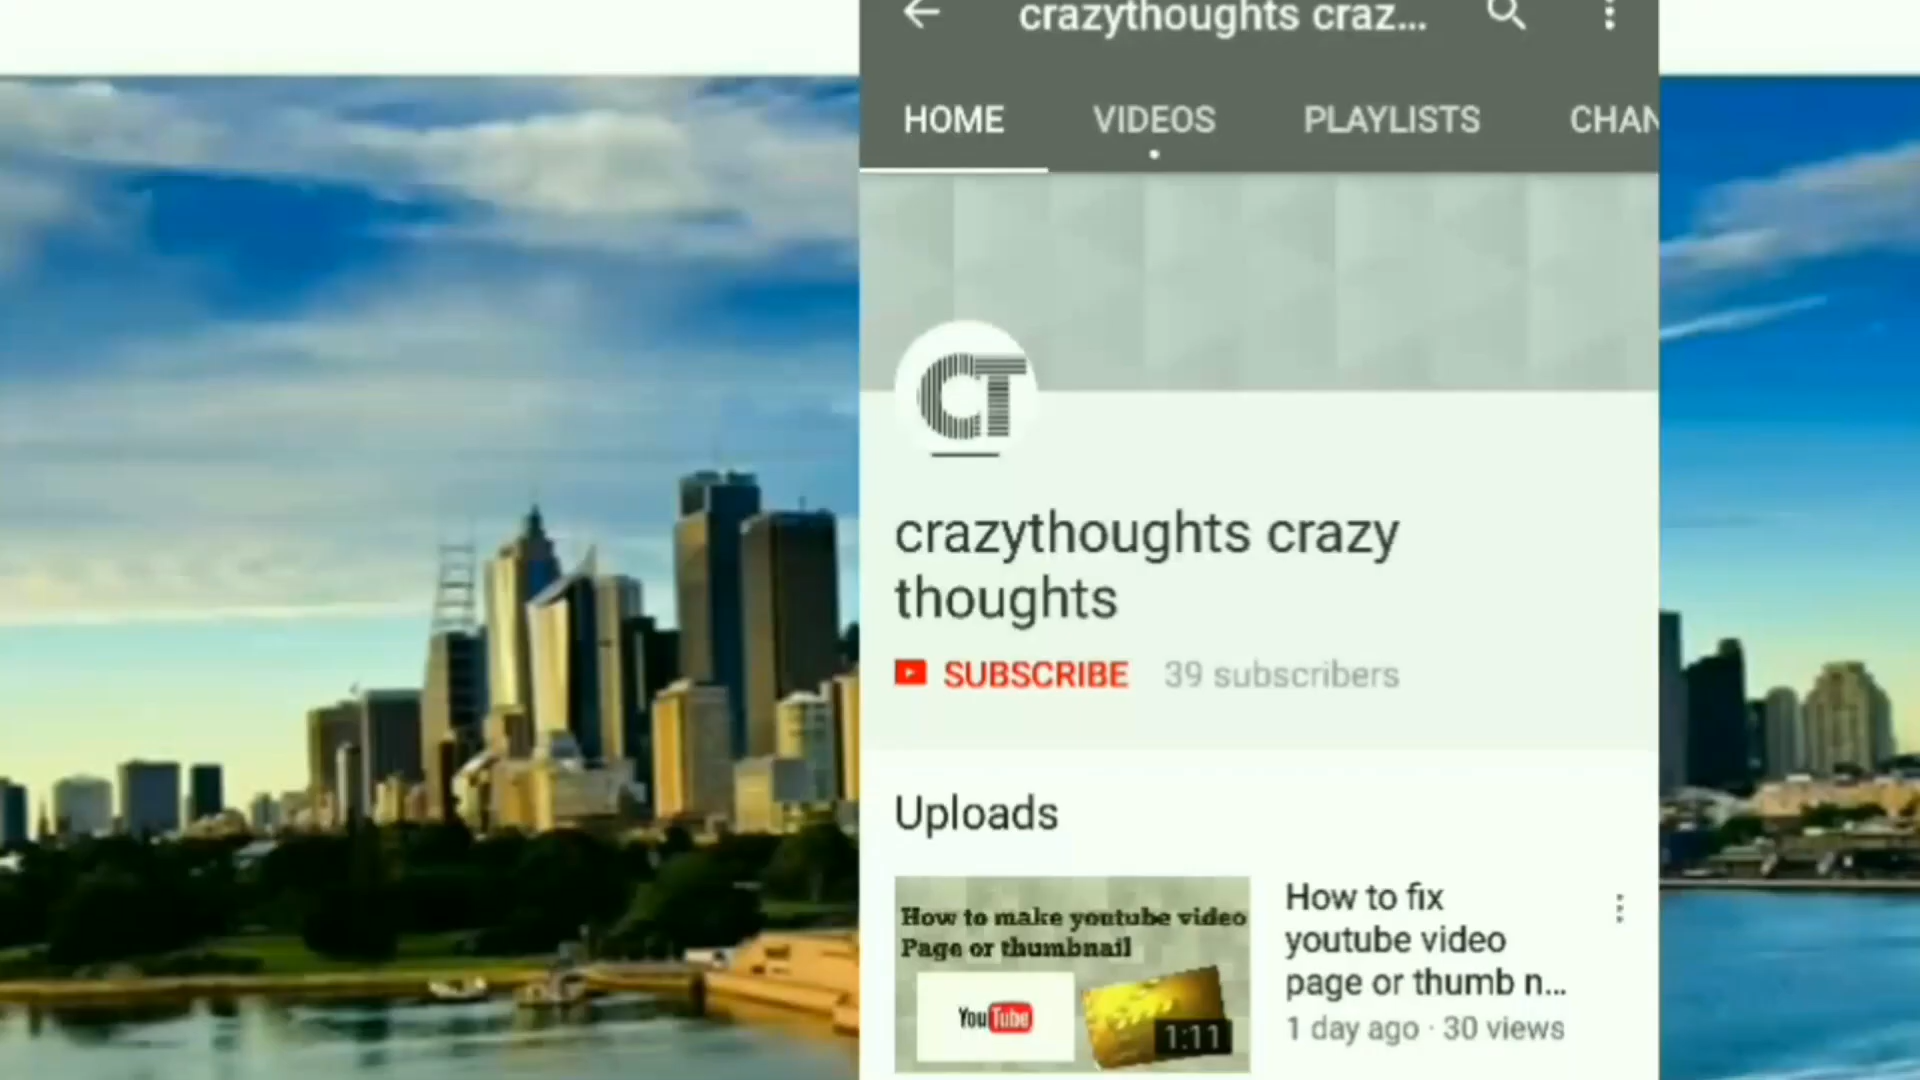 crazythoughts craz...
HOME VIDEOS PLAYLISTS CHAN
CT
crazythoughts crazy
thoughts
SUBSCRIBE 39 subscribers
Uploads
How to make youtube video
Page or thumbnail
YouTube
1:11
How to fix
youtube video
page or thumb n...
1 day ago · 30 views